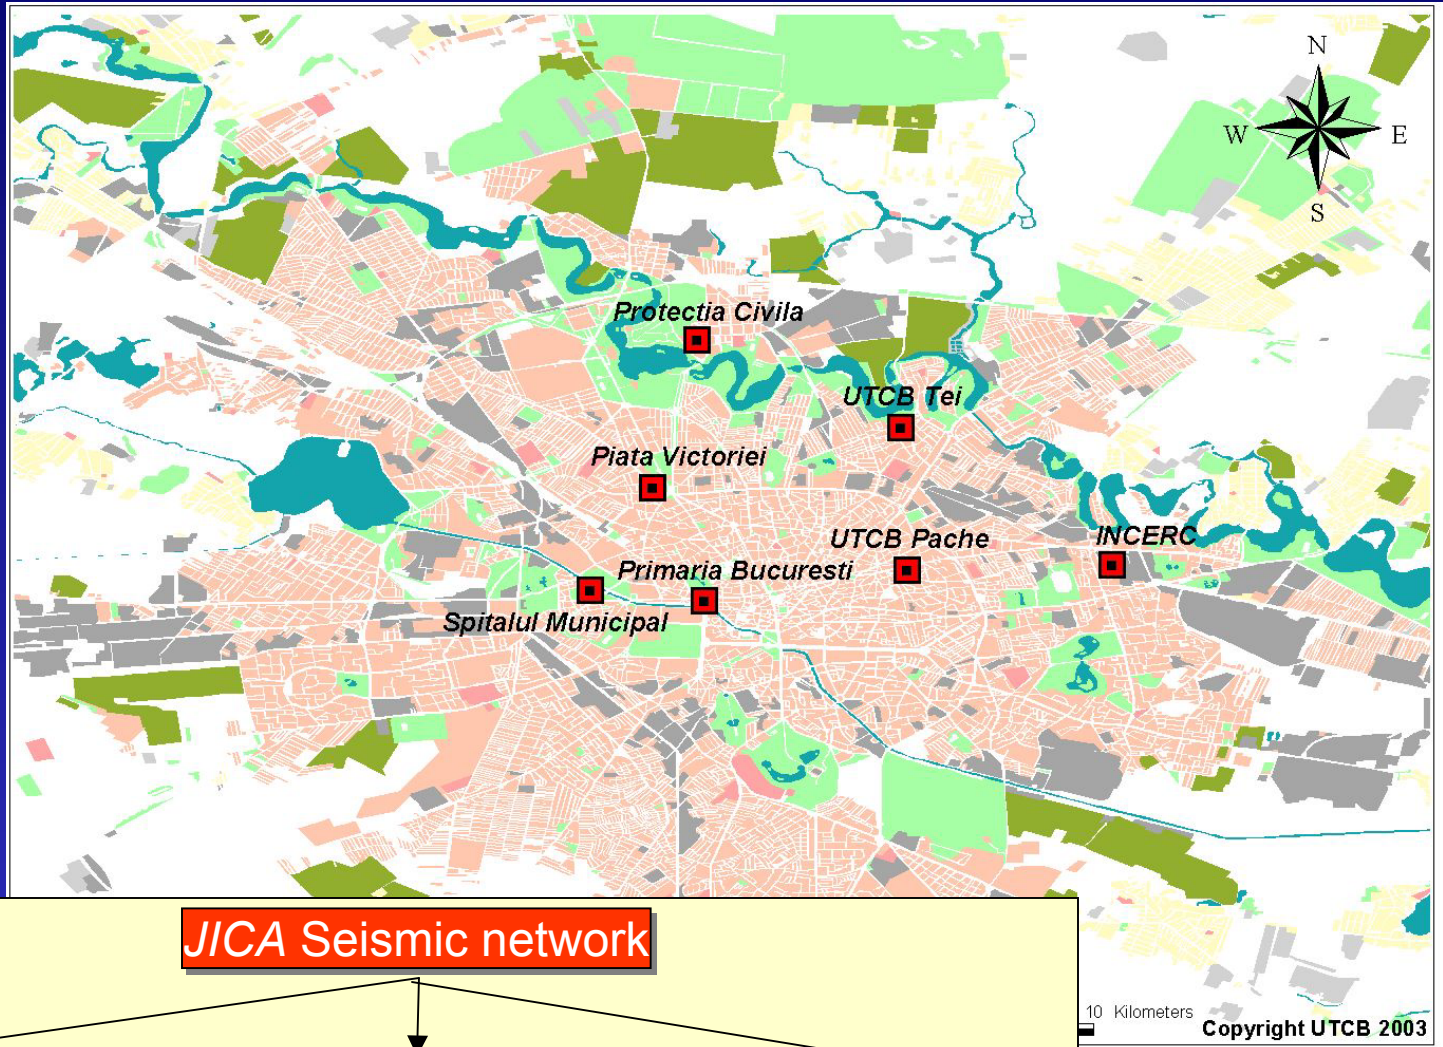 N
W E
S
Protectia Civila
UTCB Tei
Piata Victoriei
UTCB Pache
INCERC
Primaria Bucuresti
Spitalul Municipal
JICA Seismic network
10 Kilometers
Copyright UTCB 2003